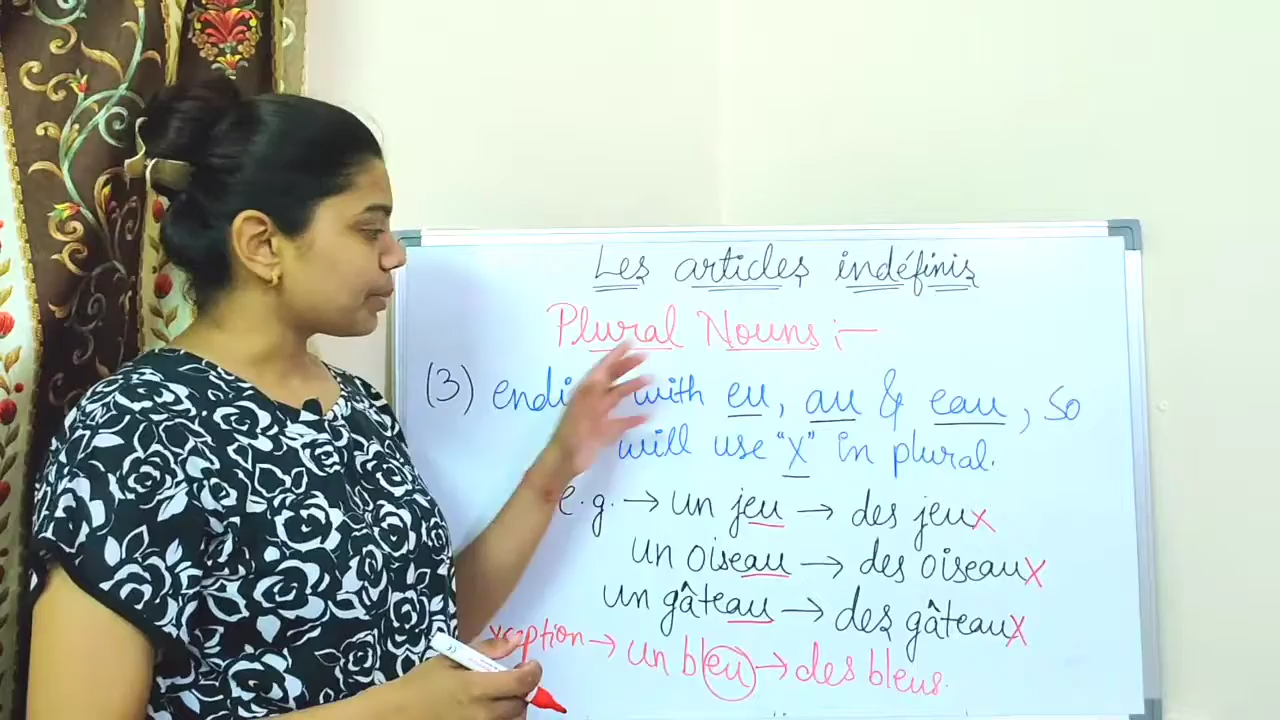 Les articles indéfinis
Plural Nouns :-
(3) ending with eu, au & eau, so
will use "X" in plural.
e.g. → un jeu → des jeux
un oiseau → des oiseaux
un gâteau → des gâteaux
xception → un bleu → des bleus.